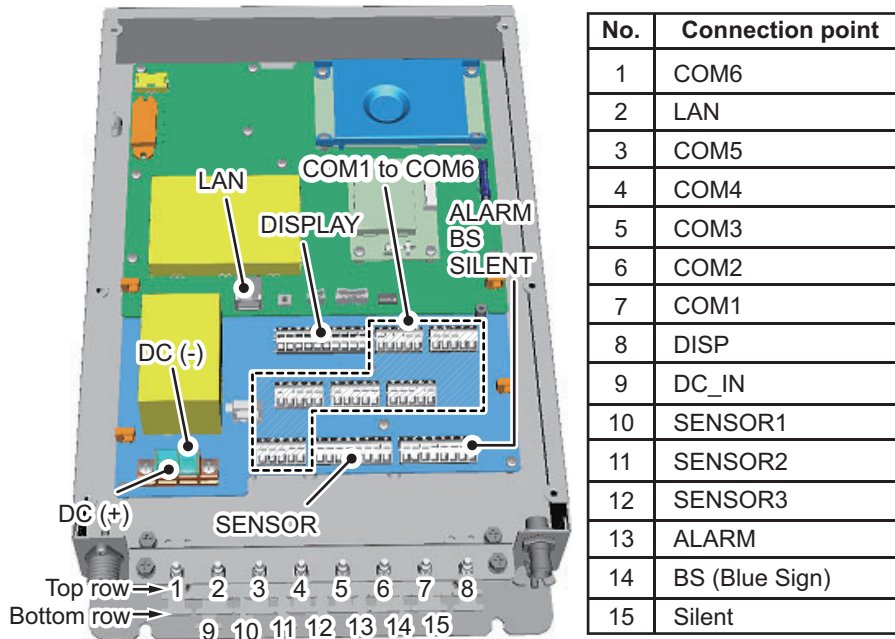 LAN
COM1 to COM6
DISPLAY
ALARM
BS
SILENT
DC (-)
DC (+)
SENSOR
Top row 1 2 3 4 5 6 7 8
Bottom row 9 10 11 12 13 14 15
No. Connection point
1 COM6
2 LAN
3 COM5
4 COM4
5 COM3
6 COM2
7 COM1
8 DISP
9 DC_IN
10 SENSOR1
11 SENSOR2
12 SENSOR3
13 ALARM
14 BS (Blue Sign)
15 Silent